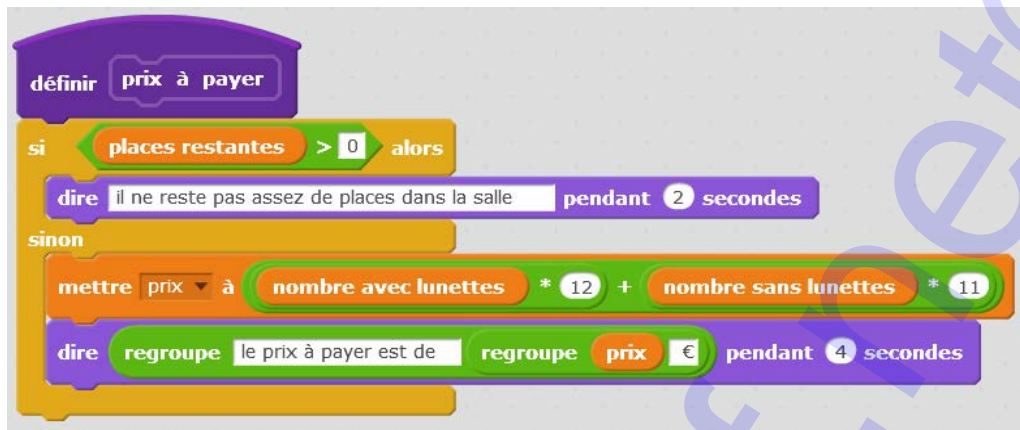 définir prix à payer
si places restantes > 0 alors
dire il ne reste pas assez de places dans la salle pendant 2 secondes
sinon
mettre prix à nombre avec lunettes * 12 + nombre sans lunettes * 11
dire regroupe le prix à payer est de regroupe prix € pendant 4 secondes